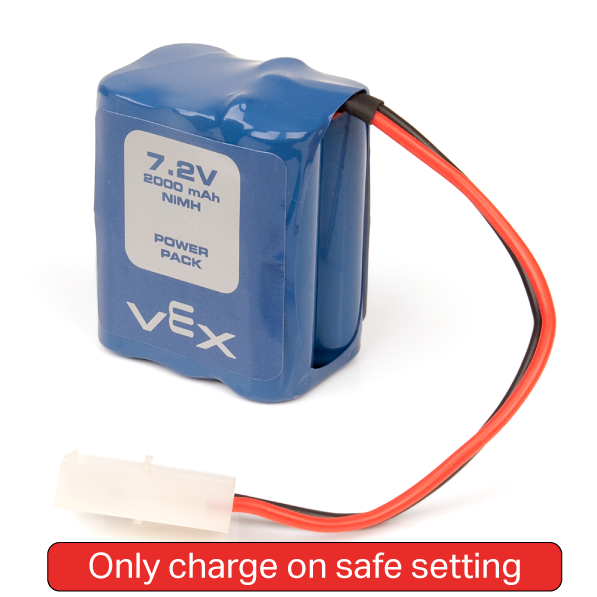 7.2V
2000 mAh
NiMH
POWER
PACK
VEX
Only charge on safe setting